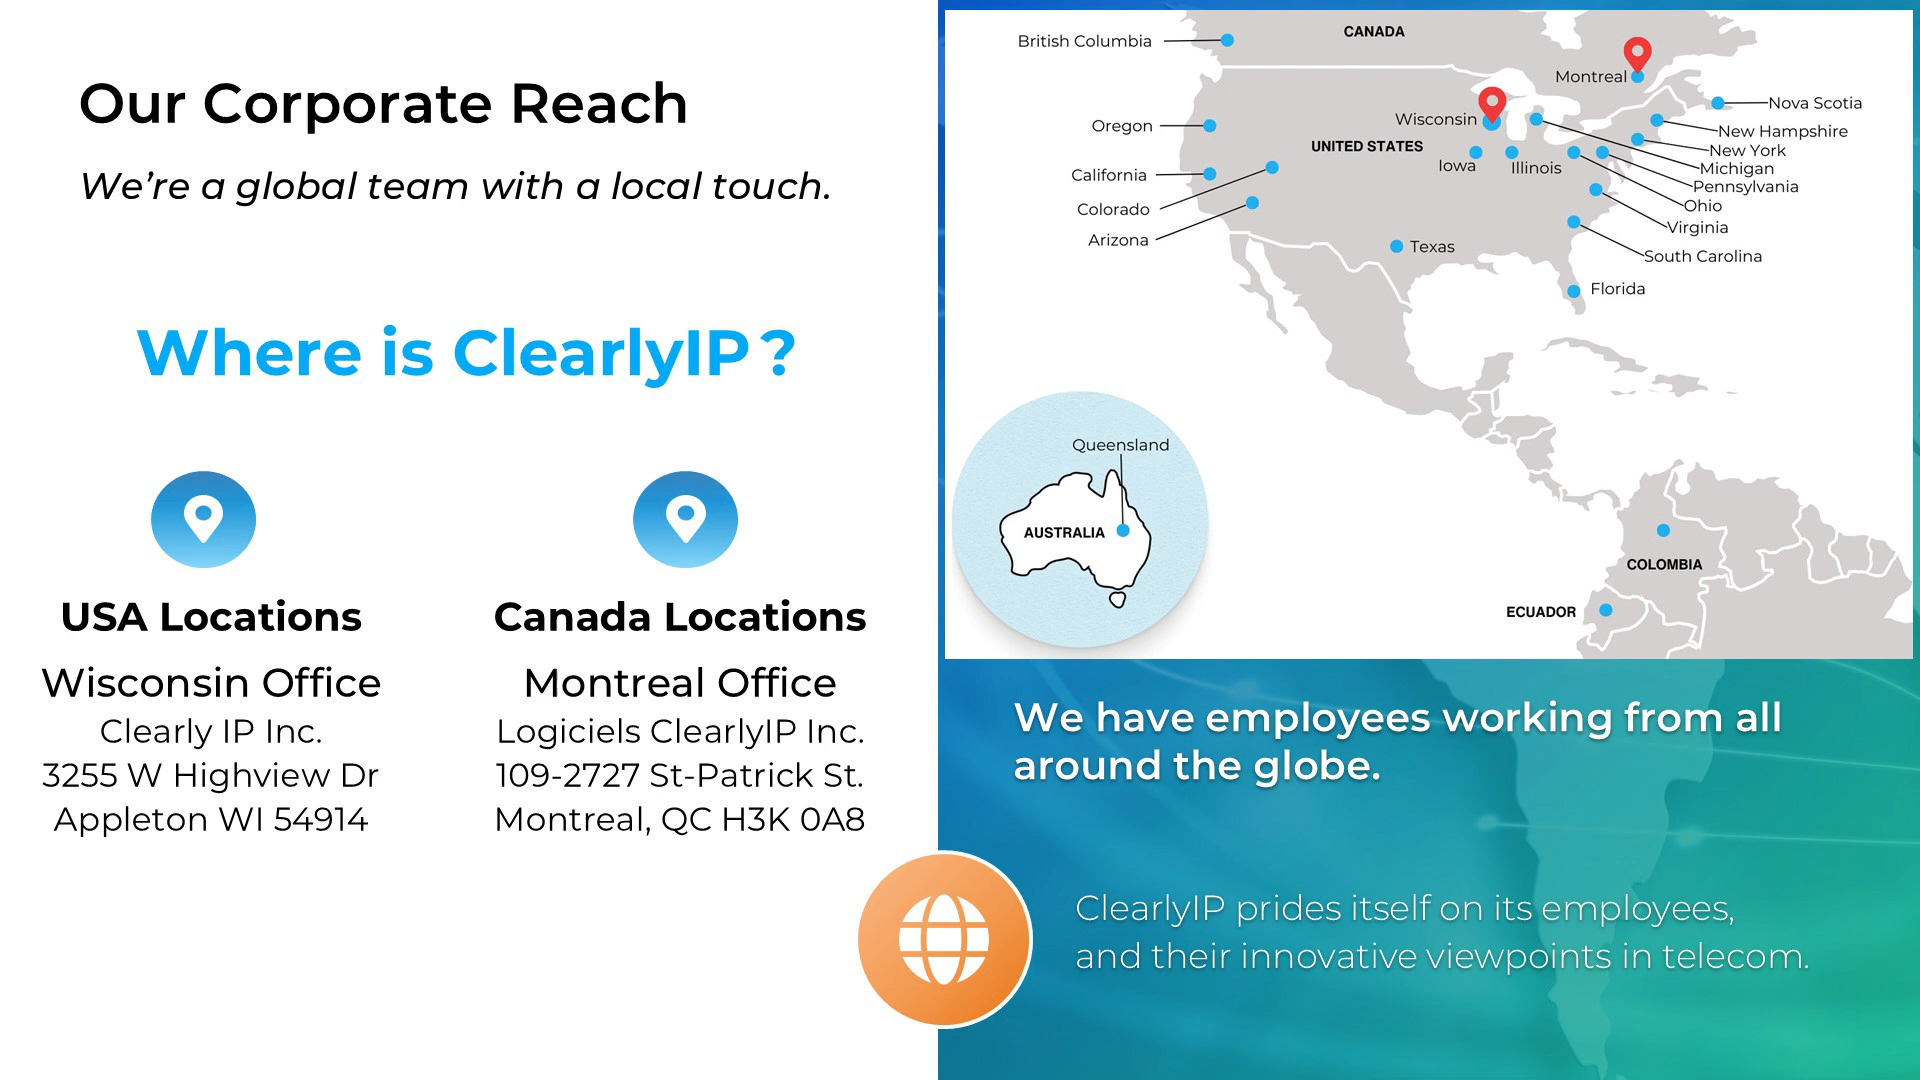 Our Corporate Reach
We're a global team with a local touch.
Where is ClearlyIP?
USA Locations
Wisconsin Office
Clearly IP Inc.
3255 W Highview Dr
Appleton WI 54914
Canada Locations
Montreal Office
Logiciels ClearlyIP Inc.
109-2727 St-Patrick St.
Montreal, QC H3K 0A8
CANADA
British Columbia
Montreal
Nova Scotia
Wisconsin
Oregon
New Hampshire
UNITED STATES
New York
Iowa
Illinois
Michigan
California
Pennsylvania
Colorado
Ohio
Virginia
Arizona
Texas
South Carolina
Florida
Queensland
AUSTRALIA
COLOMBIA
ECUADOR
We have employees working from all
around the globe.
ClearlyIP prides itself on its employees,
and their innovative viewpoints in telecom.